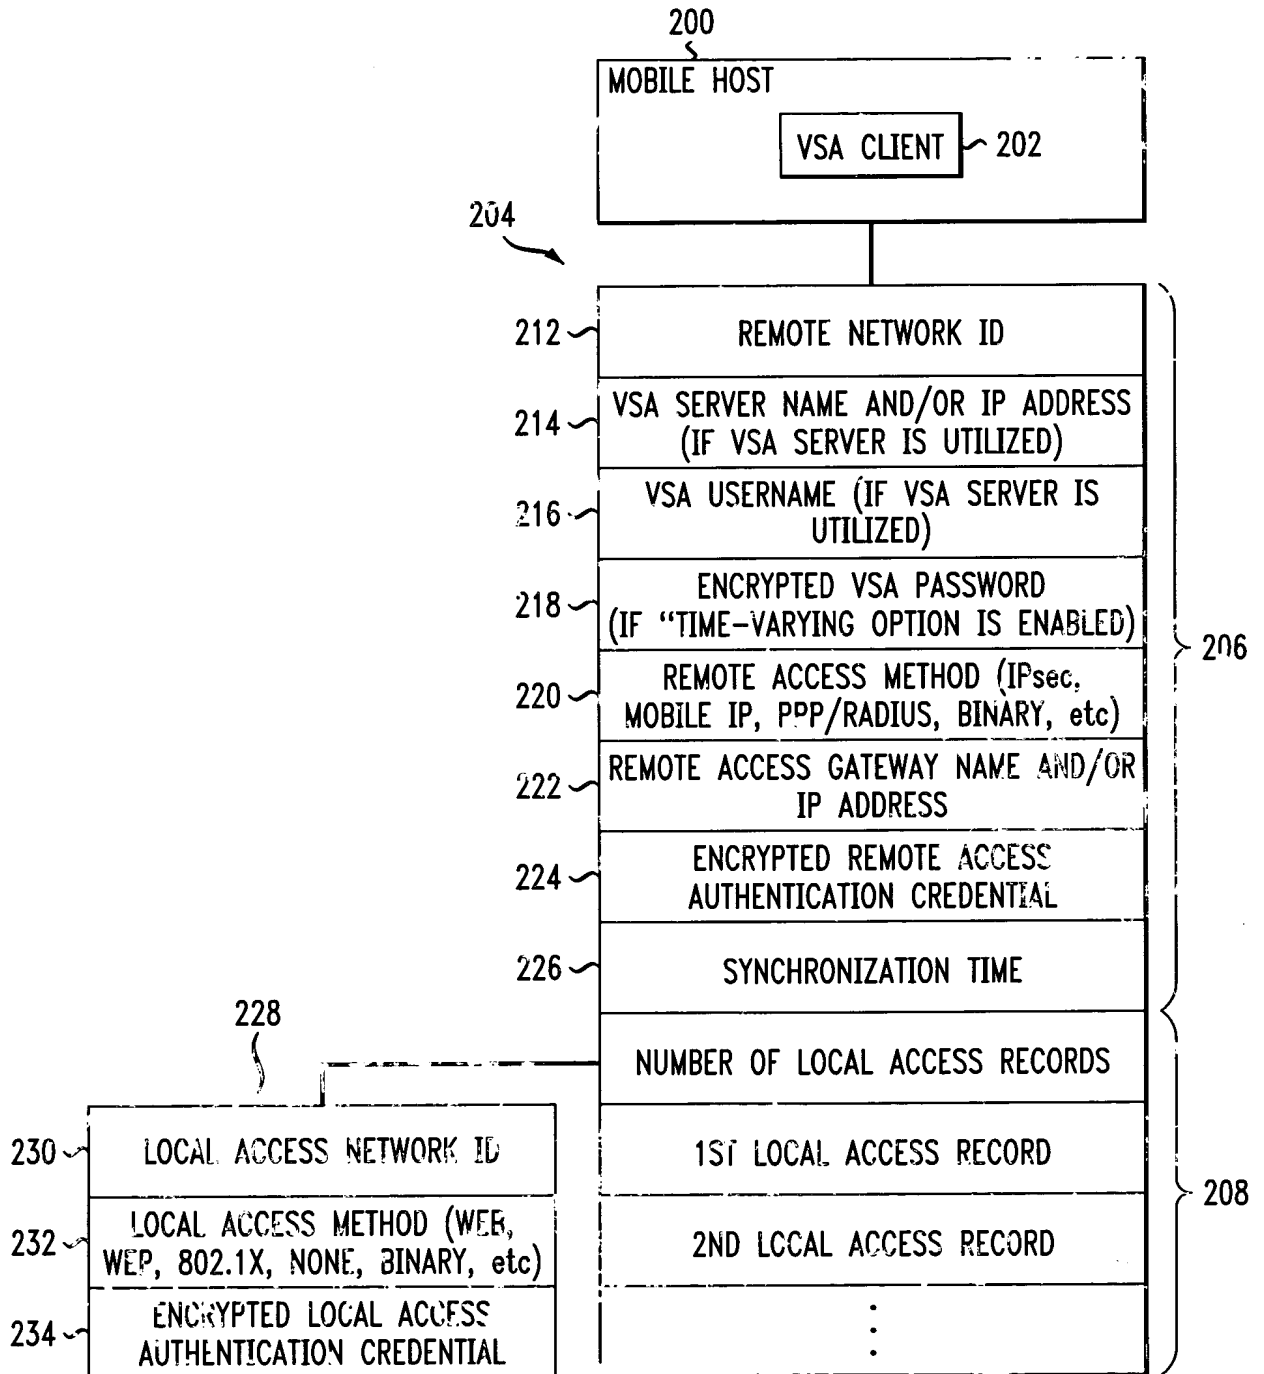 200
MOBILE HOST
VSA CLIENT
202
204
212
REMOTE NETWORK ID
214
VSA SERVER NAME AND/OR IP ADDRESS
(IF VSA SERVER IS UTILIZED)
216
VSA USERNAME (IF VSA SERVER IS
UTILIZED)
218
ENCRYPTED VSA PASSWORD
(IF “TIME-VARYING OPTION IS ENABLED)
206
220
REMOTE ACCESS METHOD (IPsec,
MOBILE IP, PPP/RADIUS, BINARY, etc)
222
REMOTE ACCESS GATEWAY NAME AND/OR
IP ADDRESS
224
ENCRYPTED REMOTE ACCESS
AUTHENTICATION CREDENTIAL
226
SYNCHRONIZATION TIME
228
NUMBER OF LOCAL ACCESS RECORDS
230
LOCAL ACCESS NETWORK ID
1ST LOCAL ACCESS RECORD
208
232
LOCAL ACCESS METHOD (WEB,
WEP, 802.1X, NONE, BINARY, etc)
2ND LOCAL ACCESS RECORD
234
ENCRYPTED LOCAL ACCESS
AUTHENTICATION CREDENTIAL